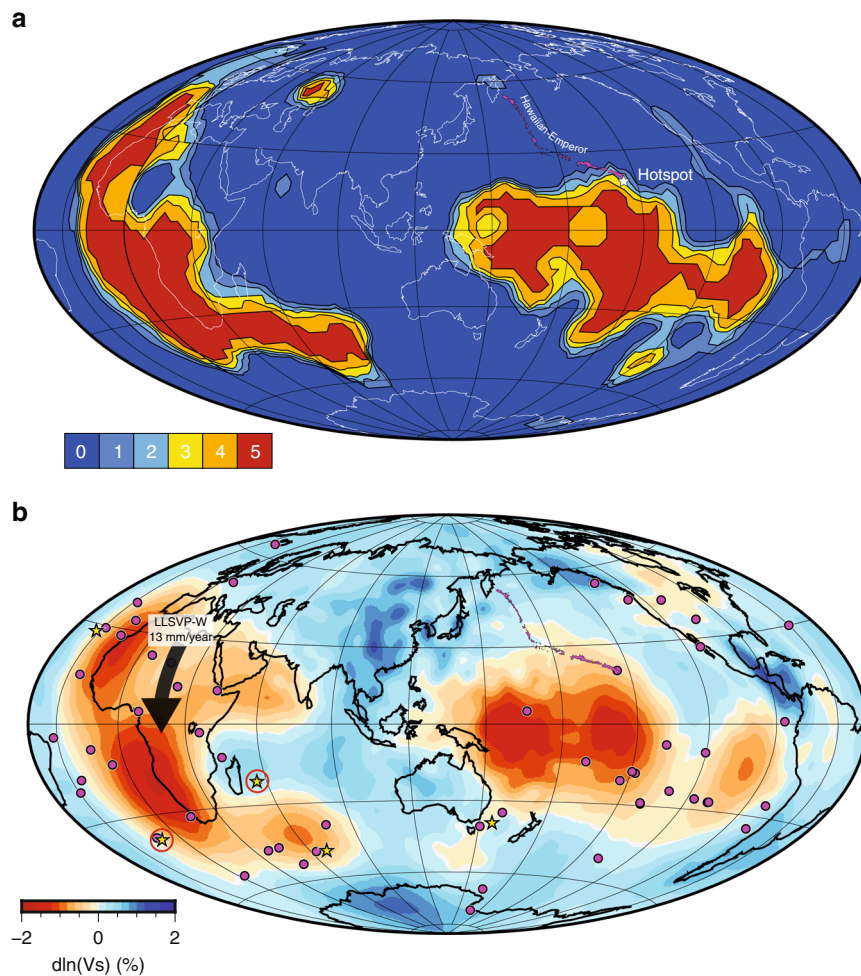 a
Hawaiian-Emperor
Hotspot
0 1 2 3 4 5
b
LLSVP-W
13 mm/year
−2 0 2
dln(Vs) (%)